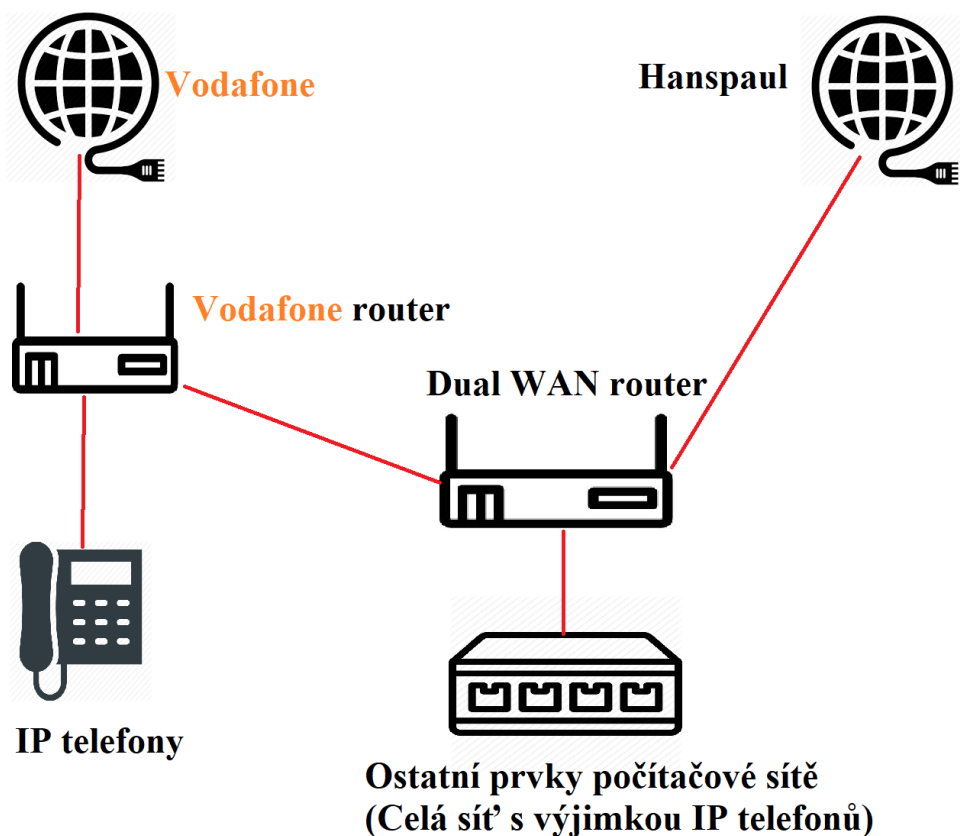 Vodafone
Hanspaul
Vodafone router
Dual WAN router
IP telefony
Ostatní prvky počítačové sítě
(Celá síť s výjimkou IP telefonů)